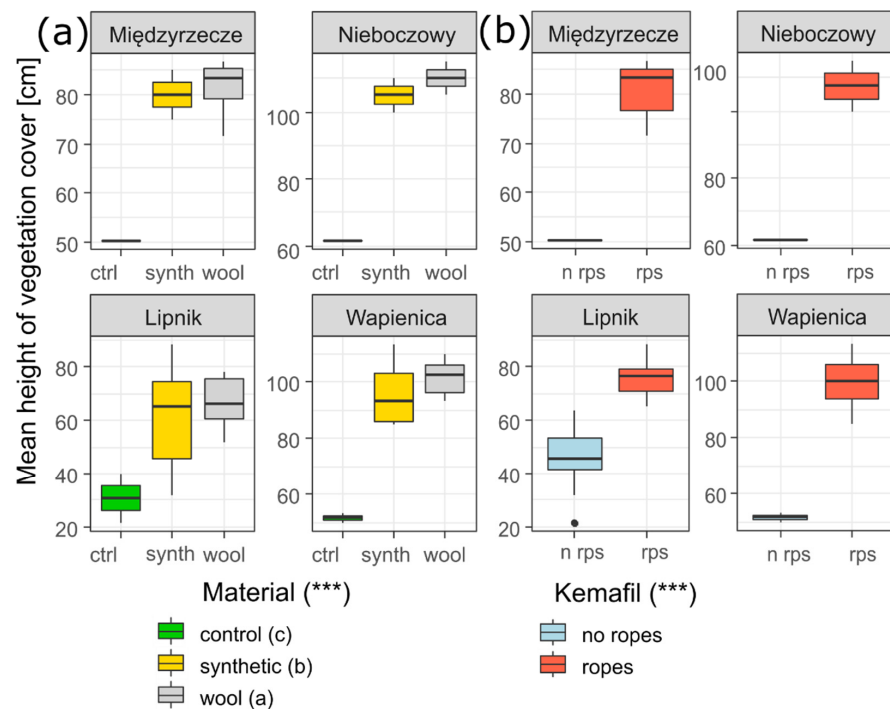 (a)
Międzyrzecze
Nieboczowy
(b)
Międzyrzecze
Nieboczowy
Mean height of vegetation cover [cm]
80
70
60
50
100
80
60
80
70
60
50
100
60
ctrl synth wool
ctrl synth wool
n rps rps
n rps rps
Lipnik
Wapienica
Lipnik
Wapienica
80
60
40
20
100
80
60
80
60
40
20
100
80
60
ctrl synth wool
ctrl synth wool
n rps rps
n rps rps
Material (***)
control (c)
synthetic (b)
wool (a)
Kemafil (***)
no ropes
ropes